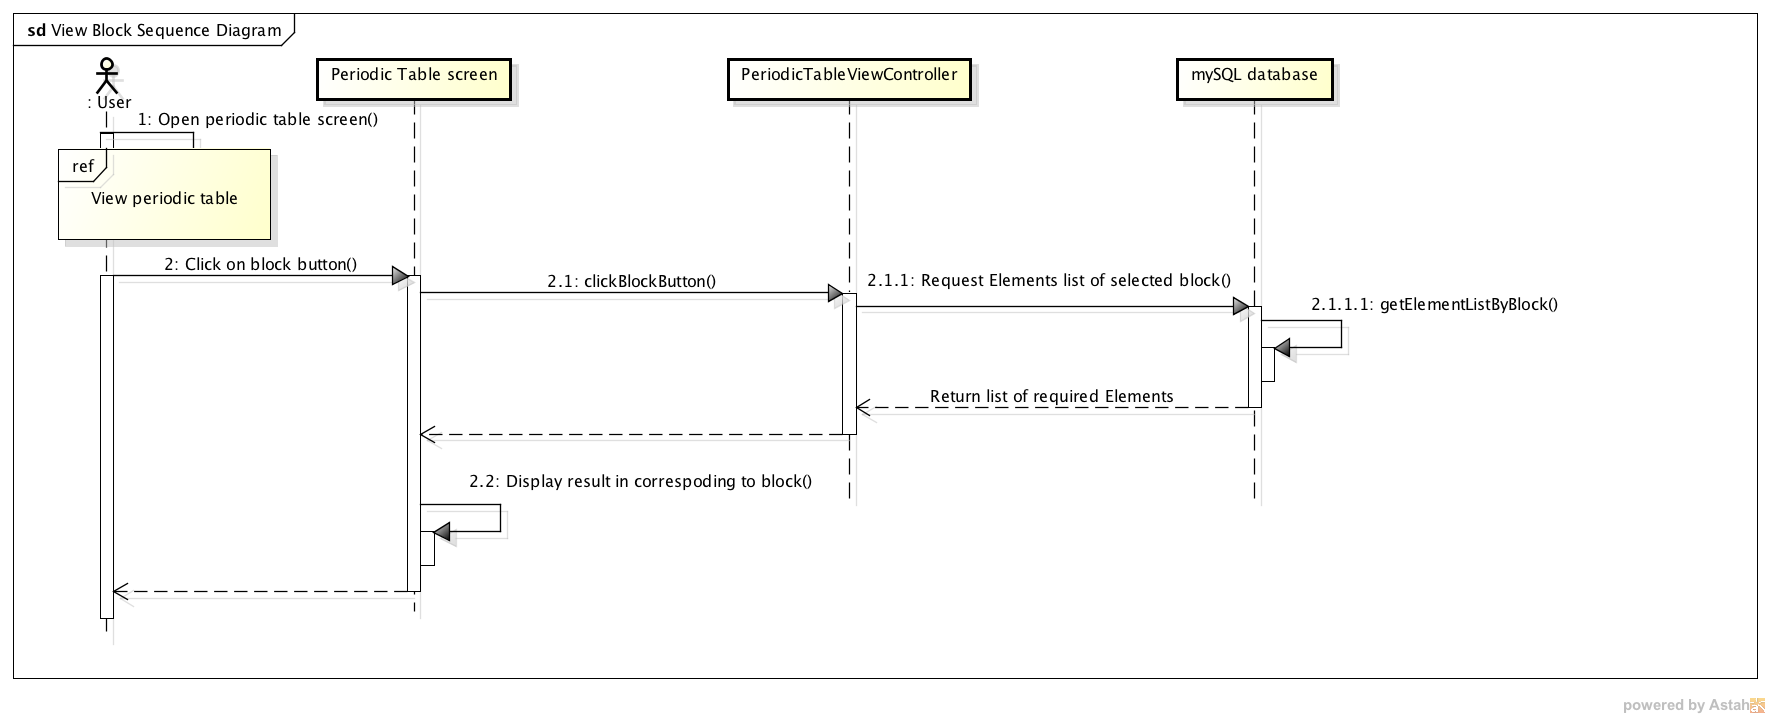 sd View Block Sequence Diagram
: User
Periodic Table screen
PeriodicTableViewController
mySQL database
1: Open periodic table screen()
ref
View periodic table
2: Click on block button()
2.1: clickBlockButton()
2.1.1: Request Elements list of selected block()
2.1.1.1: getElementListByBlock()
Return list of required Elements
2.2: Display result in correspoding to block()
powered by Astah